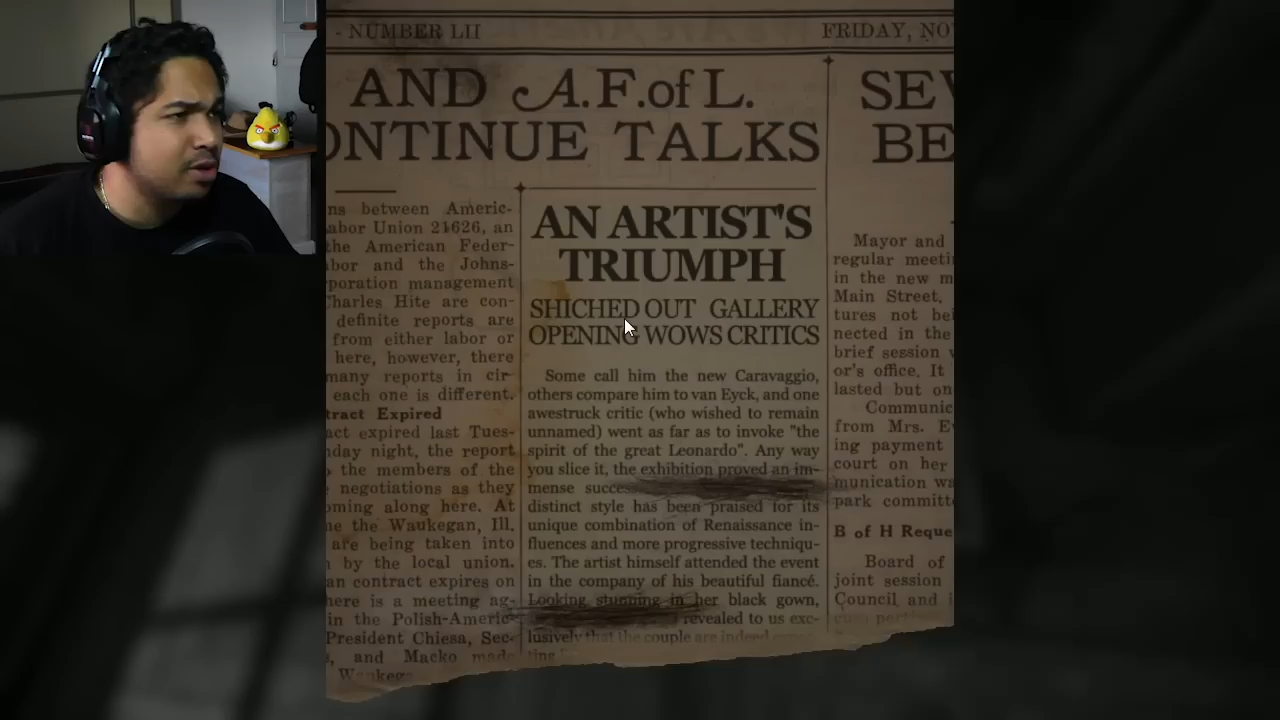 - NUMBER LII
FRIDAY, NO
AND A.F.of L.
ONTINUE TALKS
ns between Americ-
abor Union 21626, an
the American Feder-
bor and the Johns-
poration management
Charles Hite are con-
definite reports are
from either labor or
here, however, there
many reports in cir-
each one is different.
tract Expired
act expired last Tues-
day night, the report
the members of the
negotiations as they
oming along here. At
e the Waukegan, Ill.
are being taken into
by the local union.
an contract expires on
here is a meeting ag-
in the Polish-Americ-
President Chiesa, Sec-
, and Macko made
Waukega
AN ARTIST'S
TRIUMPH
SHICHED OUT GALLERY
OPENING WOWS CRITICS
Some call him the new Caravaggio,
others compare him to van Eyck, and one
awestruck critic (who wished to remain
unnamed) went as far as to invoke "the
spirit of the great Leonardo". Any way
you slice it, the exhibition proved an im-
mense succes
distinct style has been praised for its
unique combination of Renaissance in-
fluences and more progressive techniqu-
es. The artist himself attended the event
in the company of his beautiful fiancé.
Looking stunning in her black gown,
revealed to us exc-
lusively that the couple are indeed
ting
SEV
BE
Mayor and
regular meeti
in the new m
Main Street.
tures not bei
nected in the
brief session
or's office. It
lasted but on
Communic
from Mrs. E
ing payment
court on her
munication wa
park committ
B of H Reque
Board of
joint session
Council, and i